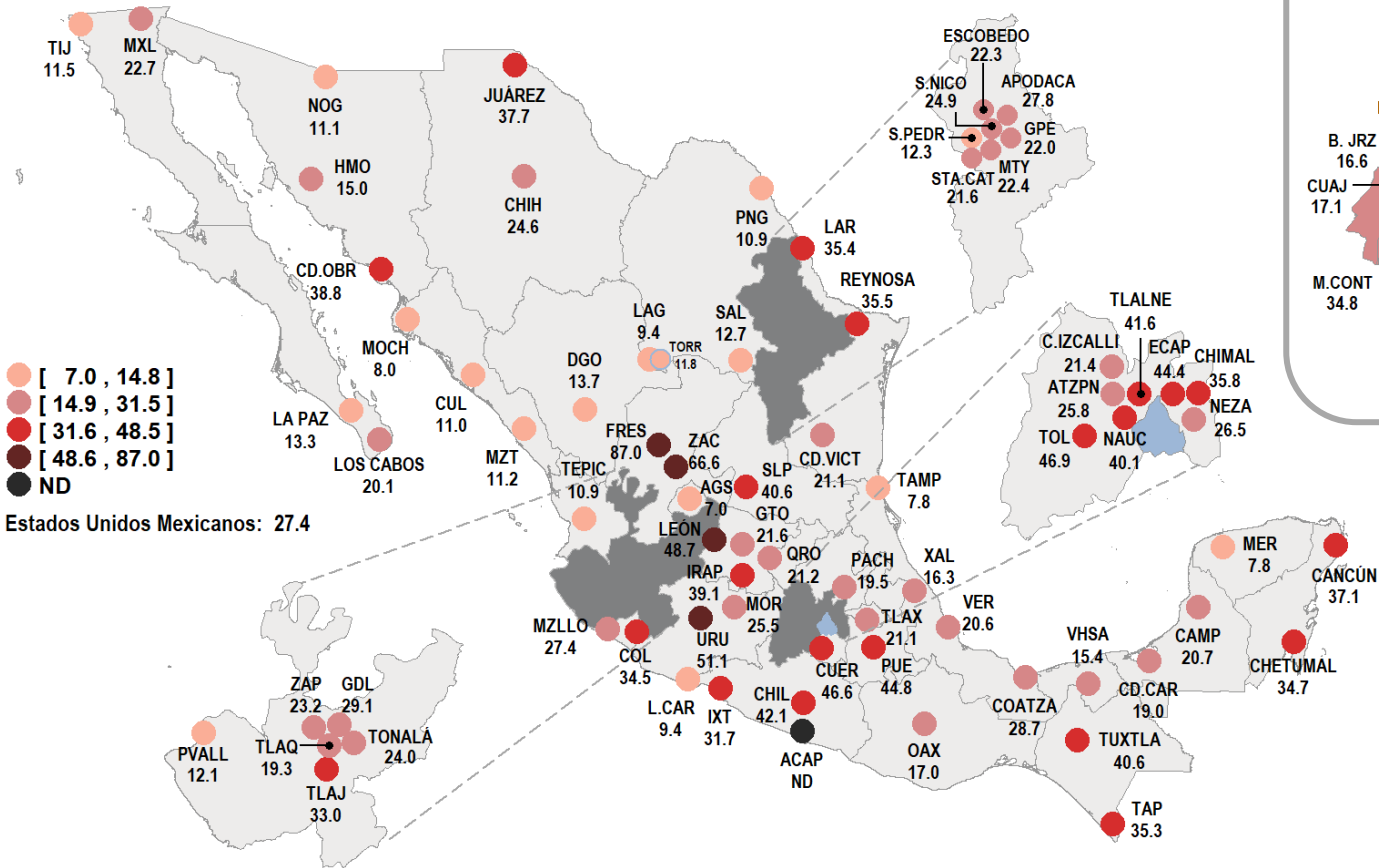 TIJ
11.5
MXL
22.7
NOG
11.1
HMO
15.0
JUÁREZ
37.7
CHIH
24.6
CD.OBR
38.8
MOCH
8.0
CUL
11.0
LA PAZ
13.3
LOS CABOS
20.1
MZT
11.2
DGO
13.7
LAG
9.4
TORR
11.8
SAL
12.7
PNG
10.9
LAR
35.4
REYNOSA
35.5
ESCOBEDO
22.3
S.NICO
24.9
APODACA
27.8
S.PEDR
12.3
GPE
22.0
MTY
22.4
STA.CAT
21.6
B. JRZ
16.6
CUAJ
17.1
M.CONT
34.8
[ 7.0 , 14.8 ]
[ 14.9 , 31.5 ]
[ 31.6 , 48.5 ]
[ 48.6 , 87.0 ]
ND
Estados Unidos Mexicanos: 27.4
FRES
87.0
ZAC
66.6
TEPIC
10.9
AGS
7.0
SLP
40.6
CD.VICT
21.1
TAMP
7.8
LEÓN
48.7
GTO
21.6
QRO
21.2
IRAP
39.1
MOR
25.5
PACH
19.5
XAL
16.3
TLAX
21.1
VER
20.6
MZLLO
27.4
COL
34.5
URU
51.1
L.CAR
9.4
IXT
31.7
CHIL
42.1
ACAP
ND
CUER
46.6
PUE
44.8
OAX
17.0
COATZA
28.7
VHSA
15.4
CD.CAR
19.0
CAMP
20.7
MER
7.8
CANCÚN
37.1
CHETUMAL
34.7
TUXTLA
40.6
TAP
35.3
TLALNE
41.6
C.IZCALLI
21.4
ECAP
44.4
CHIMAL
35.8
ATZPN
25.8
NEZA
26.5
TOL
46.9
NAUC
40.1
ZAP
23.2
GDL
29.1
TONALÁ
24.0
TLAQ
19.3
PVALL
12.1
TLAJ
33.0